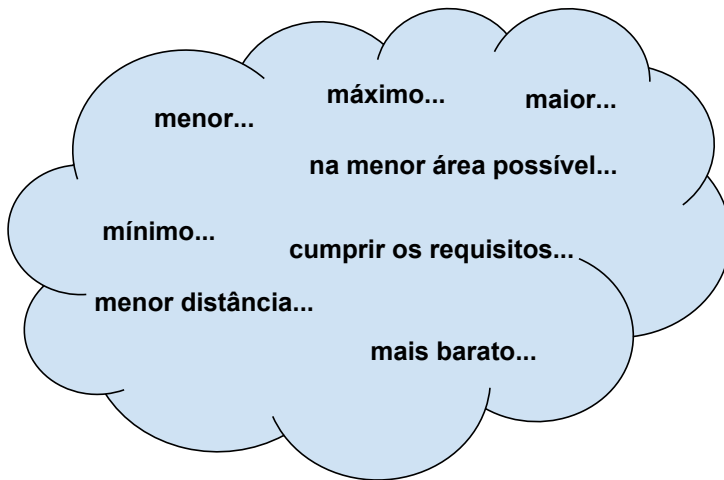 máximo...
maior...
menor...
na menor área possível...
mínimo...
cumprir os requisitos...
menor distância...
mais barato...